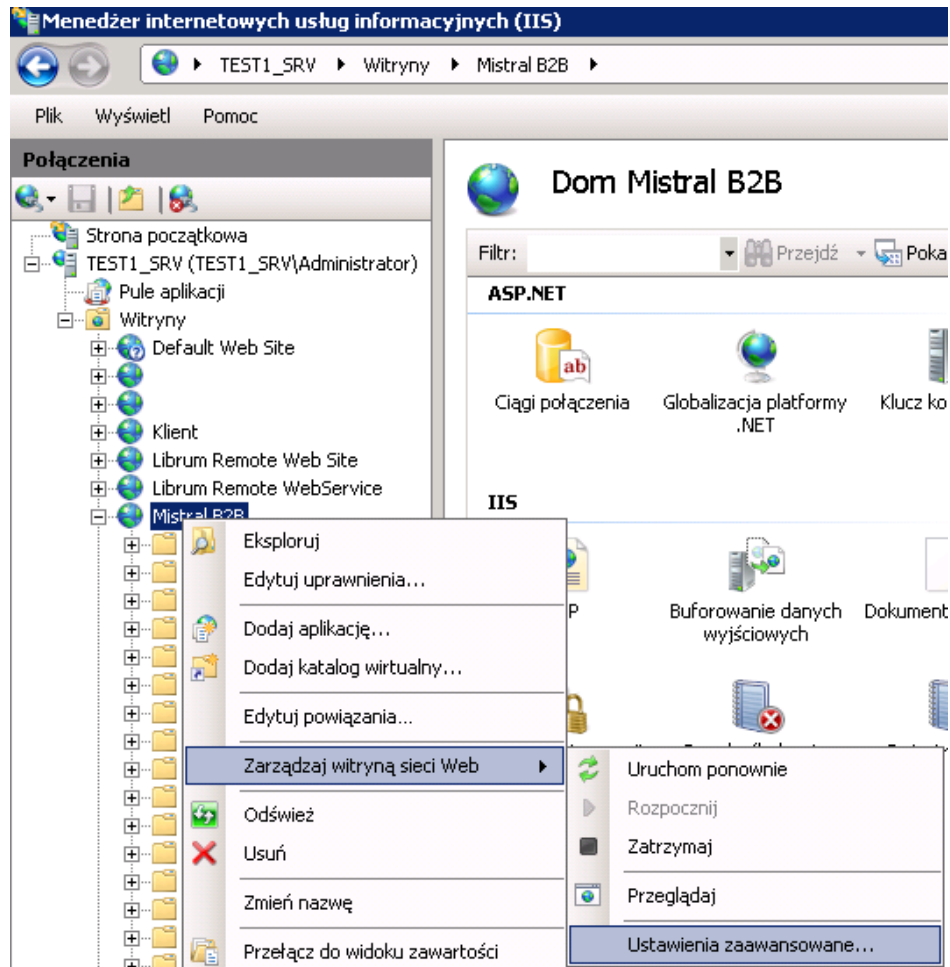 Menedżer internetowych usług informacyjnych (IIS)
TEST1_SRV Witryny Mistral B2B
Plik Wyświetl Pomoc
Połączenia
Strona początkowa
TEST1_SRV (TEST1_SRV\Administrator)
Pule aplikacji
Witryny
Default Web Site
Klient
Librum Remote Web Site
Librum Remote WebService
Mistral B2B
Eksploruj
Edytuj uprawnienia...
Dodaj aplikację...
Dodaj katalog wirtualny...
Edytuj powiązania...
Zarządzaj witryną sieci Web
Odśwież
Usuń
Zmień nazwę
Przełącz do widoku zawartości
Uruchom ponownie
Rozpocznij
Zatrzymaj
Przeglądaj
Ustawienia zaawansowane...
Dom Mistral B2B
Filtr: Przejdź Poka
ASP.NET
ab
Ciągi połączenia
Globalizacja platformy
.NET
Klucz ko
IIS
P
Buforowanie danych
wyjściowych
Dokument